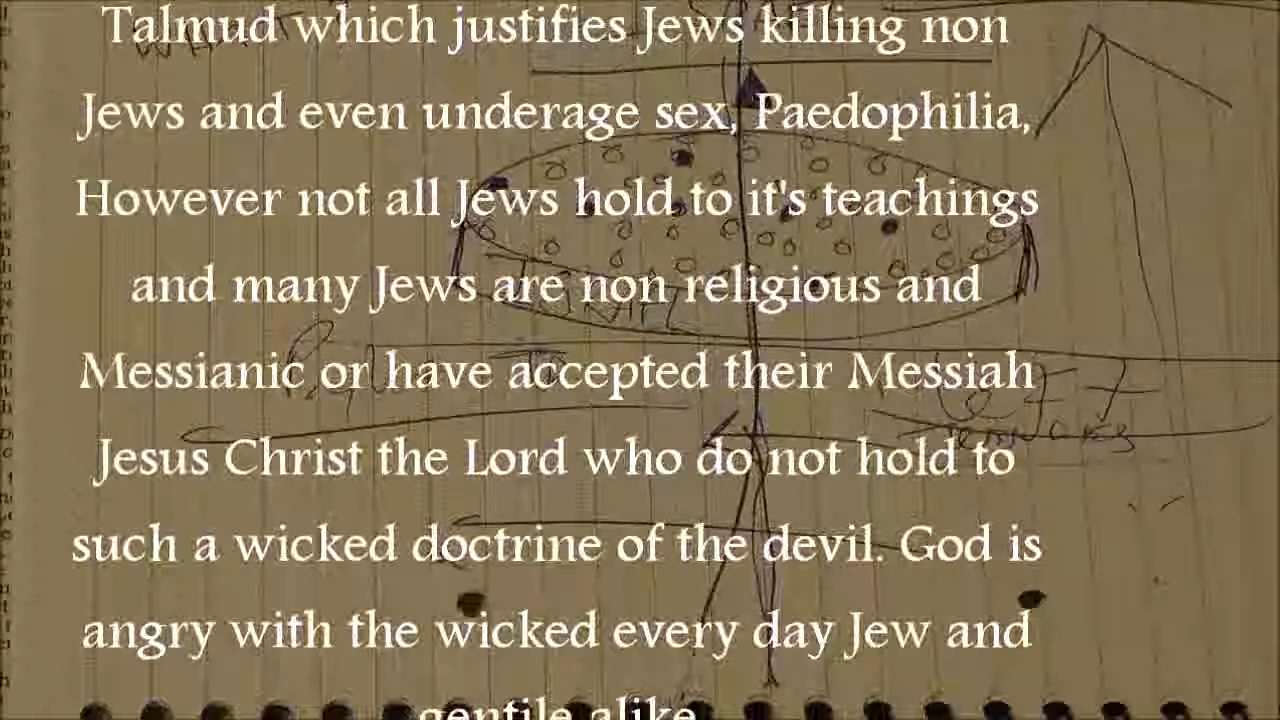 Talmud which justifies Jews killing non
Jews and even underage sex, Paedophilia,
However not all Jews hold to it's teachings
and many Jews are non religious and
Messianic or have accepted their Messiah
Jesus Christ the Lord who do not hold to
such a wicked doctrine of the devil. God is
angry with the wicked every day Jew and
gentile alike